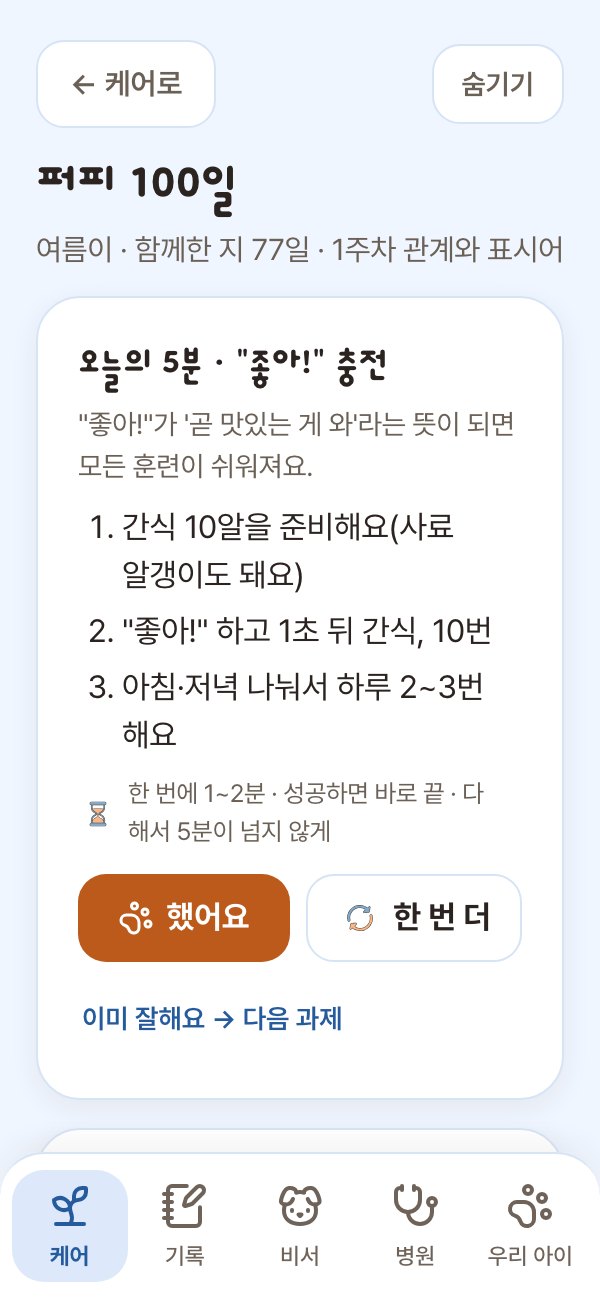 ← 케어로
숨기기
퍼피 100일
여름이 · 함께한 지 77일 · 1주차 관계와 표시어
오늘의 5분 · "좋아!" 충전
"좋아!"가 '곧 맛있는 게 와'라는 뜻이 되면
모든 훈련이 쉬워져요.
1. 간식 10알을 준비해요(사료
알갱이도 돼요)
2. "좋아!" 하고 1초 뒤 간식, 10번
3. 아침·저녁 나눠서 하루 2~3번
해요
한 번에 1~2분 · 성공하면 바로 끝 · 다
해서 5분이 넘지 않게
했어요
한 번 더
이미 잘해요 → 다음 과제
케어
기록
비서
병원
우리 아이